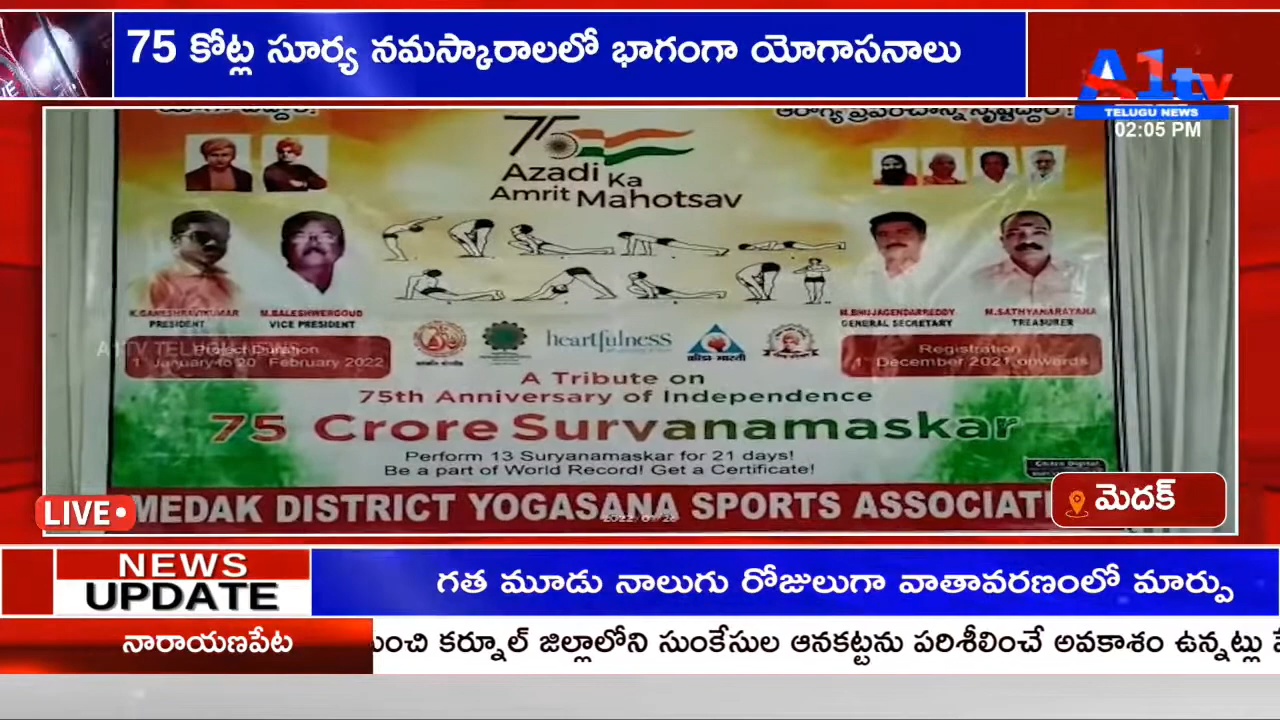 75 కోట్ల సూర్య నమస్కారాలలో భాగంగా యోగాసనాలు
A1tv
TELUGU NEWS
02:05 PM
75
Azadi Ka
Amrit Mahotsav
K.GANESHRAVIKUMAR
PRESIDENT
M.BALESHWERGOUD
VICE PRESIDENT
GENERAL SECRETARY
M.SATHYANARAYANA
TREASURER
heartfulness
क्रीडा भारती
Project Duration
1 January to 20 February 2022
Registration
1 December 2021 onwards
A Tribute on
75th Anniversary of Independence
75 Crore Suryanamaskar
Perform 13 Suryanamaskar for 21 days!
Be a part of World Record! Get a Certificate!
MEDAK DISTRICT YOGASANA SPORTS ASSOCIATI
LIVE
మెదక్
NEWS
UPDATE
గత మూడు నాలుగు రోజులుగా వాతావరణంలో మార్పు
నారాయణపేట
కర్నూల్ జిల్లాలోని సుంకేసుల ఆనకట్టను పరిశీలించే అవకాశం ఉన్నట్లు